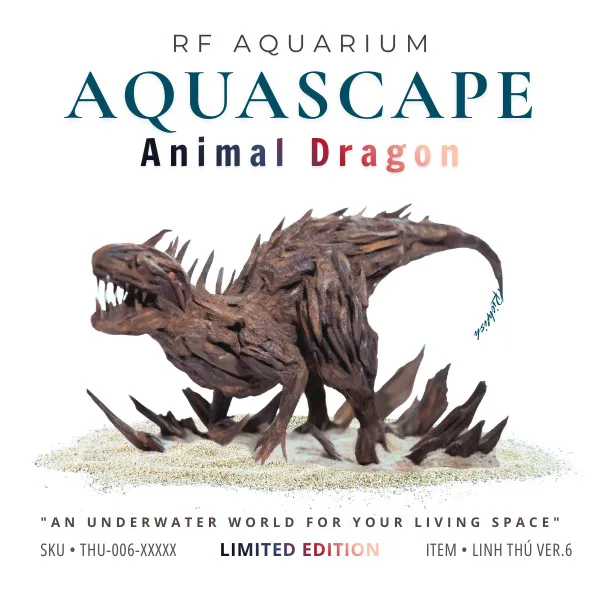 RF AQUARIUM
AQUASCAPE
Animal Dragon
Richfish
"AN UNDERWATER WORLD FOR YOUR LIVING SPACE"
SKU • THU-006-XXXXX
LIMITED EDITION
ITEM • LINH THÚ VER.6